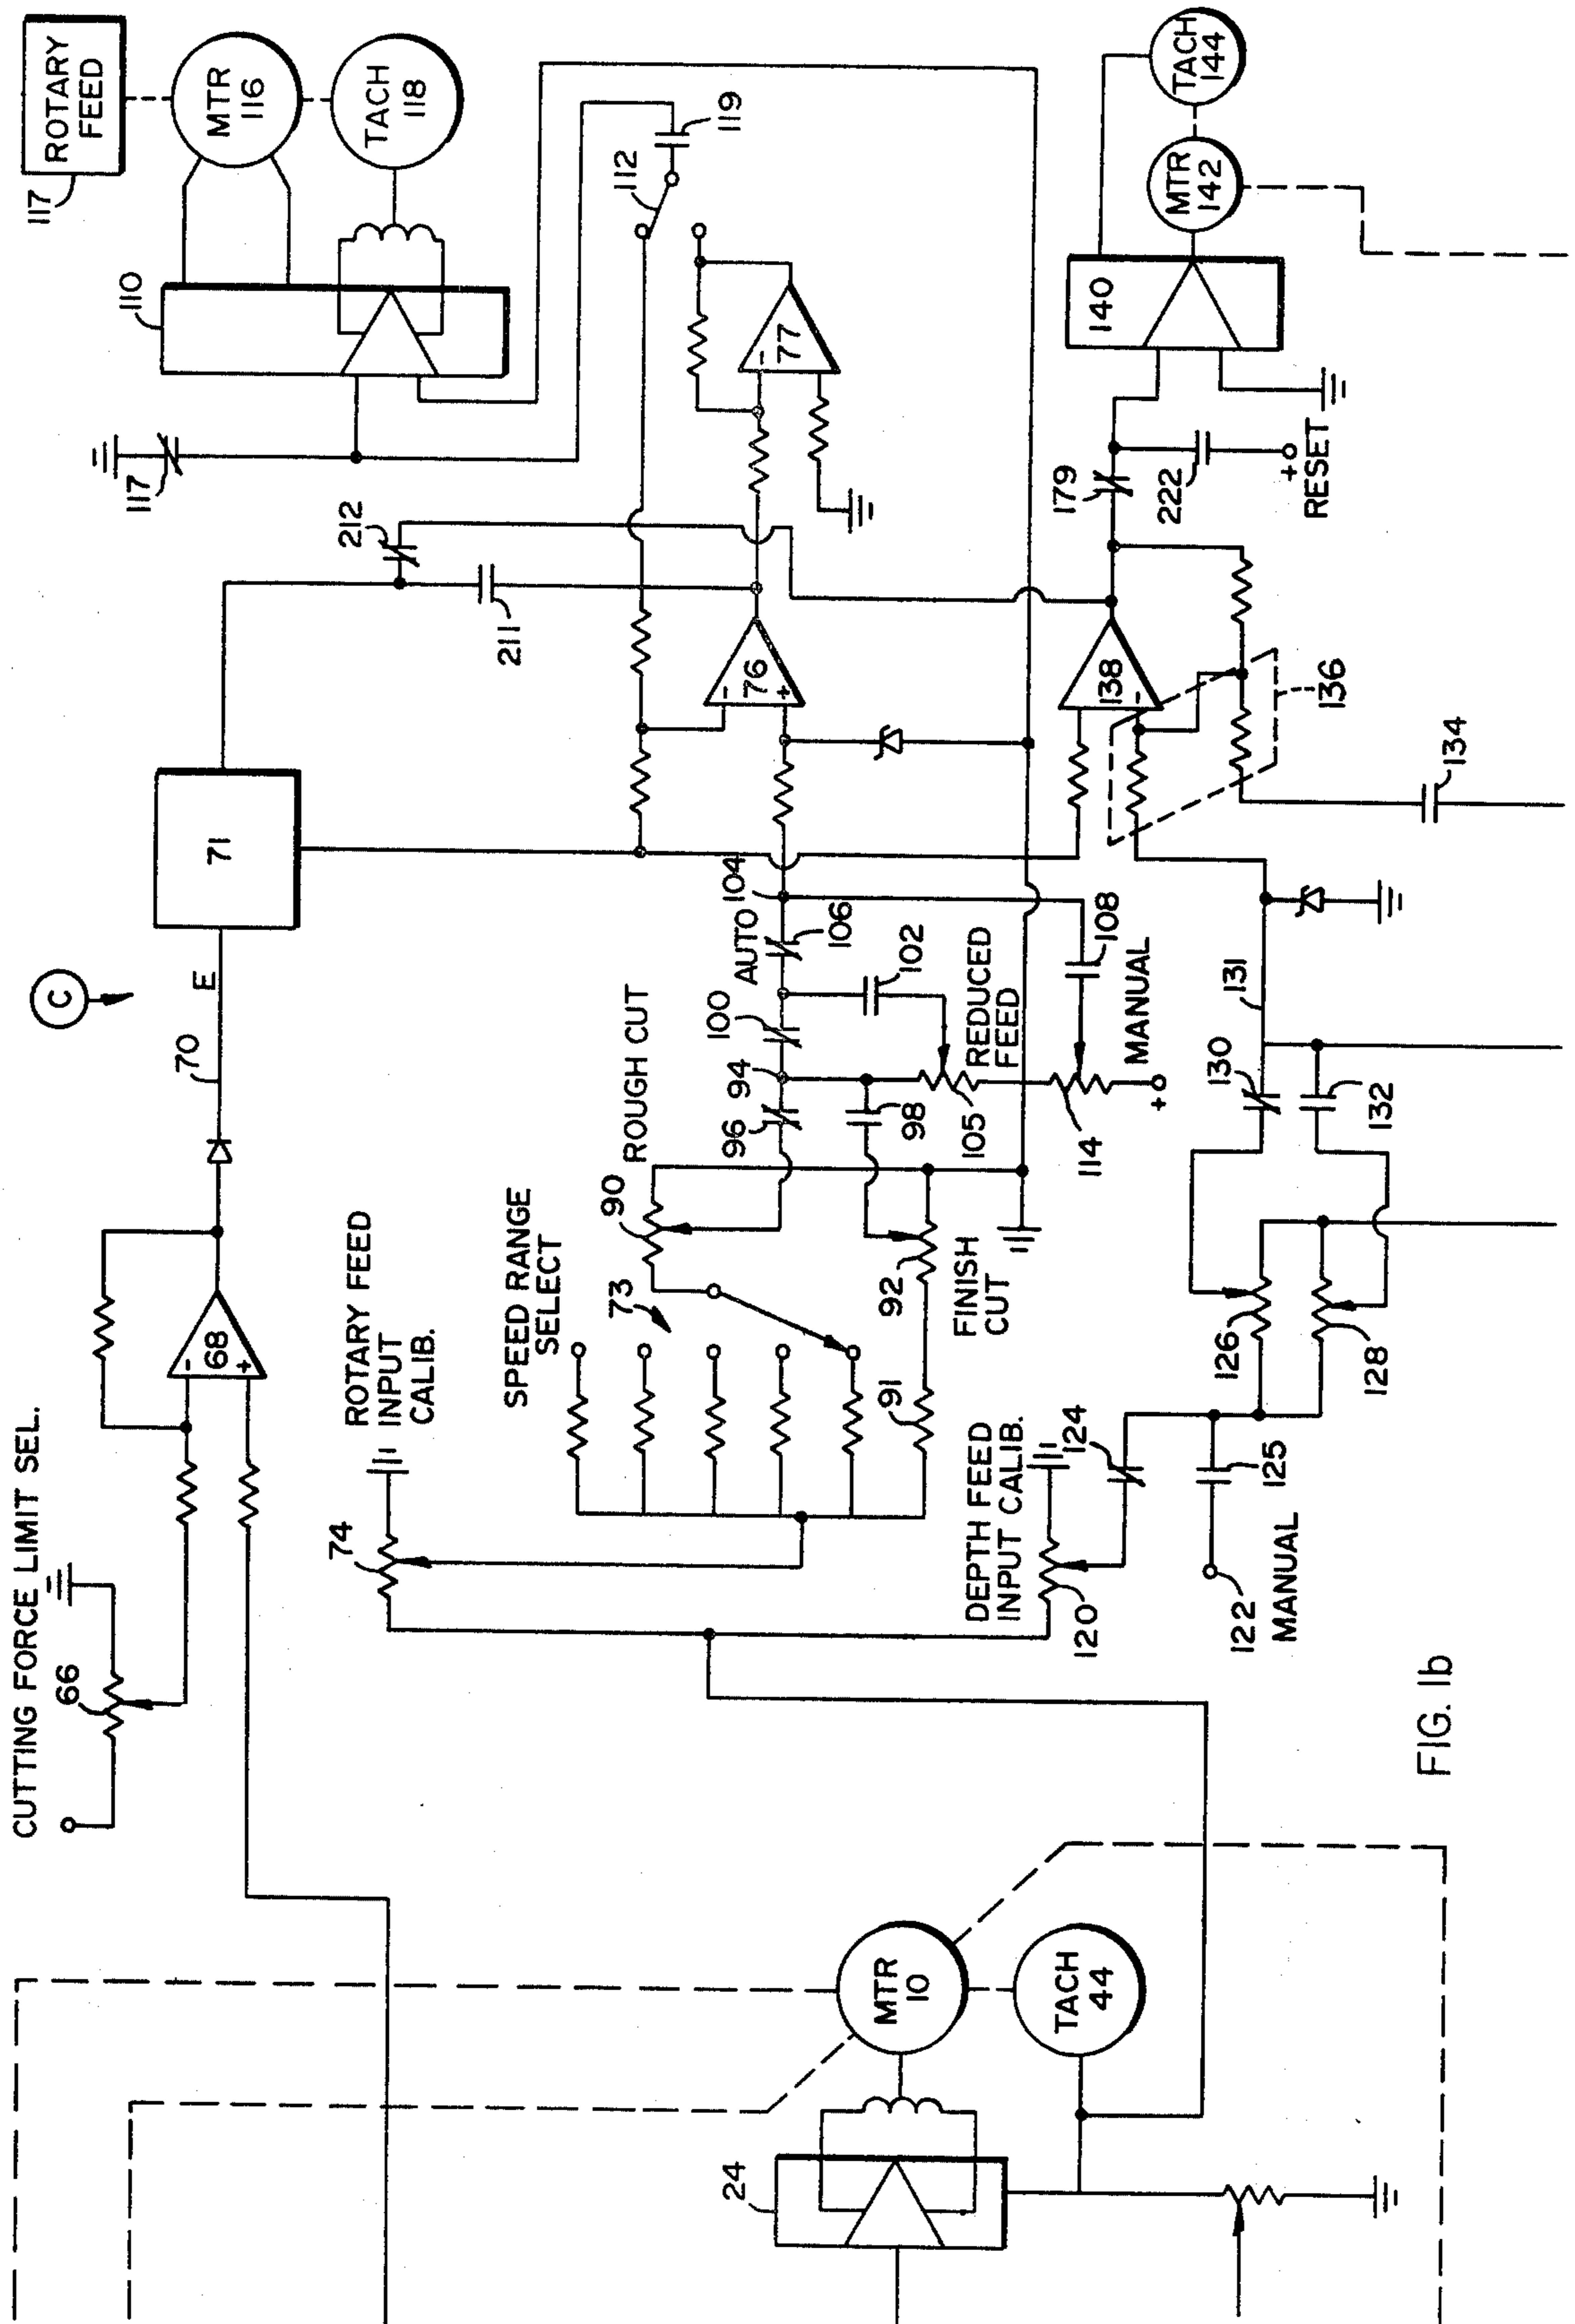 CUTTING FORCE LIMIT SEL.
66
68
-
+
70
E
C
71
ROTARY
FEED
117
MTR
116
TACH
118
110
117
212
211
112
119
ROTARY FEED
INPUT
CALIB.
74
SPEED RANGE
SELECT
73
ROUGH CUT
90
91
92
FINISH
CUT
94
96
98
100
AUTO
102
104
105
106
REDUCED
FEED
108
MANUAL
114
+
76
-
+
77
-
DEPTH FEED
INPUT CALIB.
120
124
125
122
MANUAL
126
128
130
131
132
134
136
138
-
179
222
+
RESET
140
MTR
142
TACH
144
24
MTR
10
TACH
44
FIG. 1b